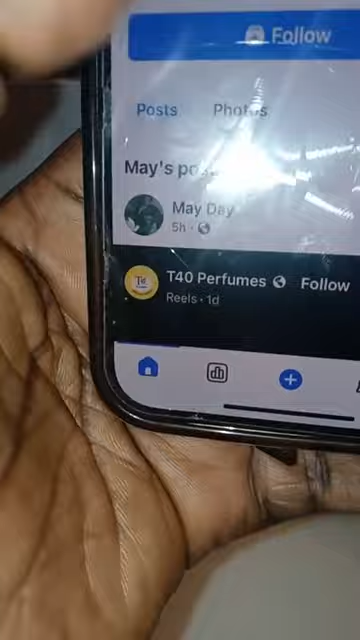 Follow
Posts Photos
May's po
May Day
5h
T40 Perfumes Follow
Reels · 1d